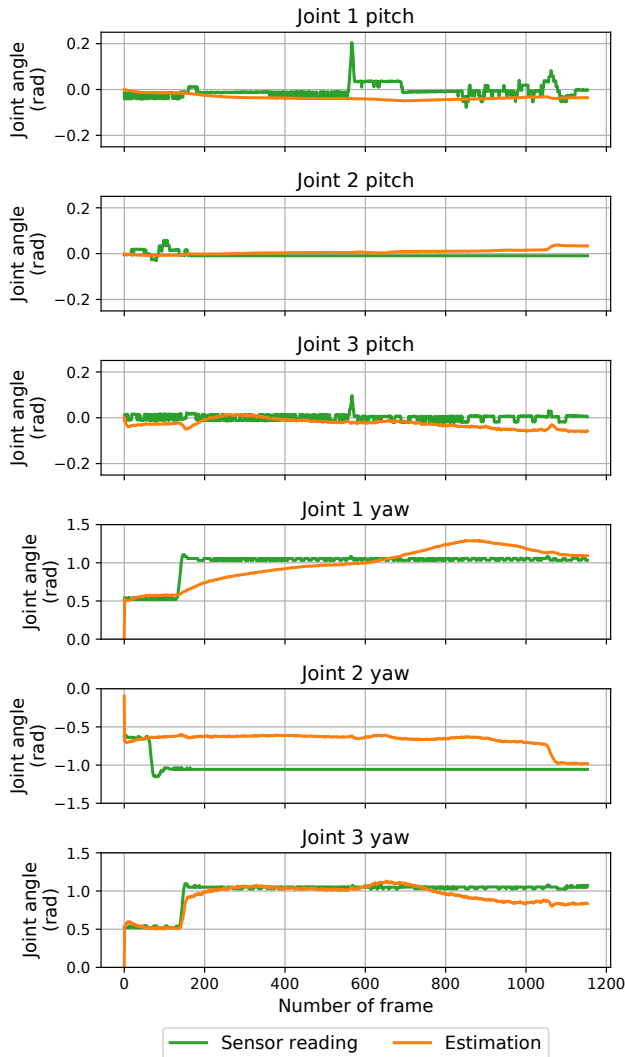 Joint 1 pitch
Joint angle
(rad)
0.2
0.0
−0.2
Joint 2 pitch
Joint angle
(rad)
0.2
0.0
−0.2
Joint 3 pitch
Joint angle
(rad)
0.2
0.0
−0.2
Joint 1 yaw
Joint angle
(rad)
1.5
1.0
0.5
0.0
Joint 2 yaw
Joint angle
(rad)
0.0
−0.5
−1.0
−1.5
Joint 3 yaw
Joint angle
(rad)
1.5
1.0
0.5
0.0
0 200 400 600 800 1000 1200
Number of frame
Sensor reading Estimation